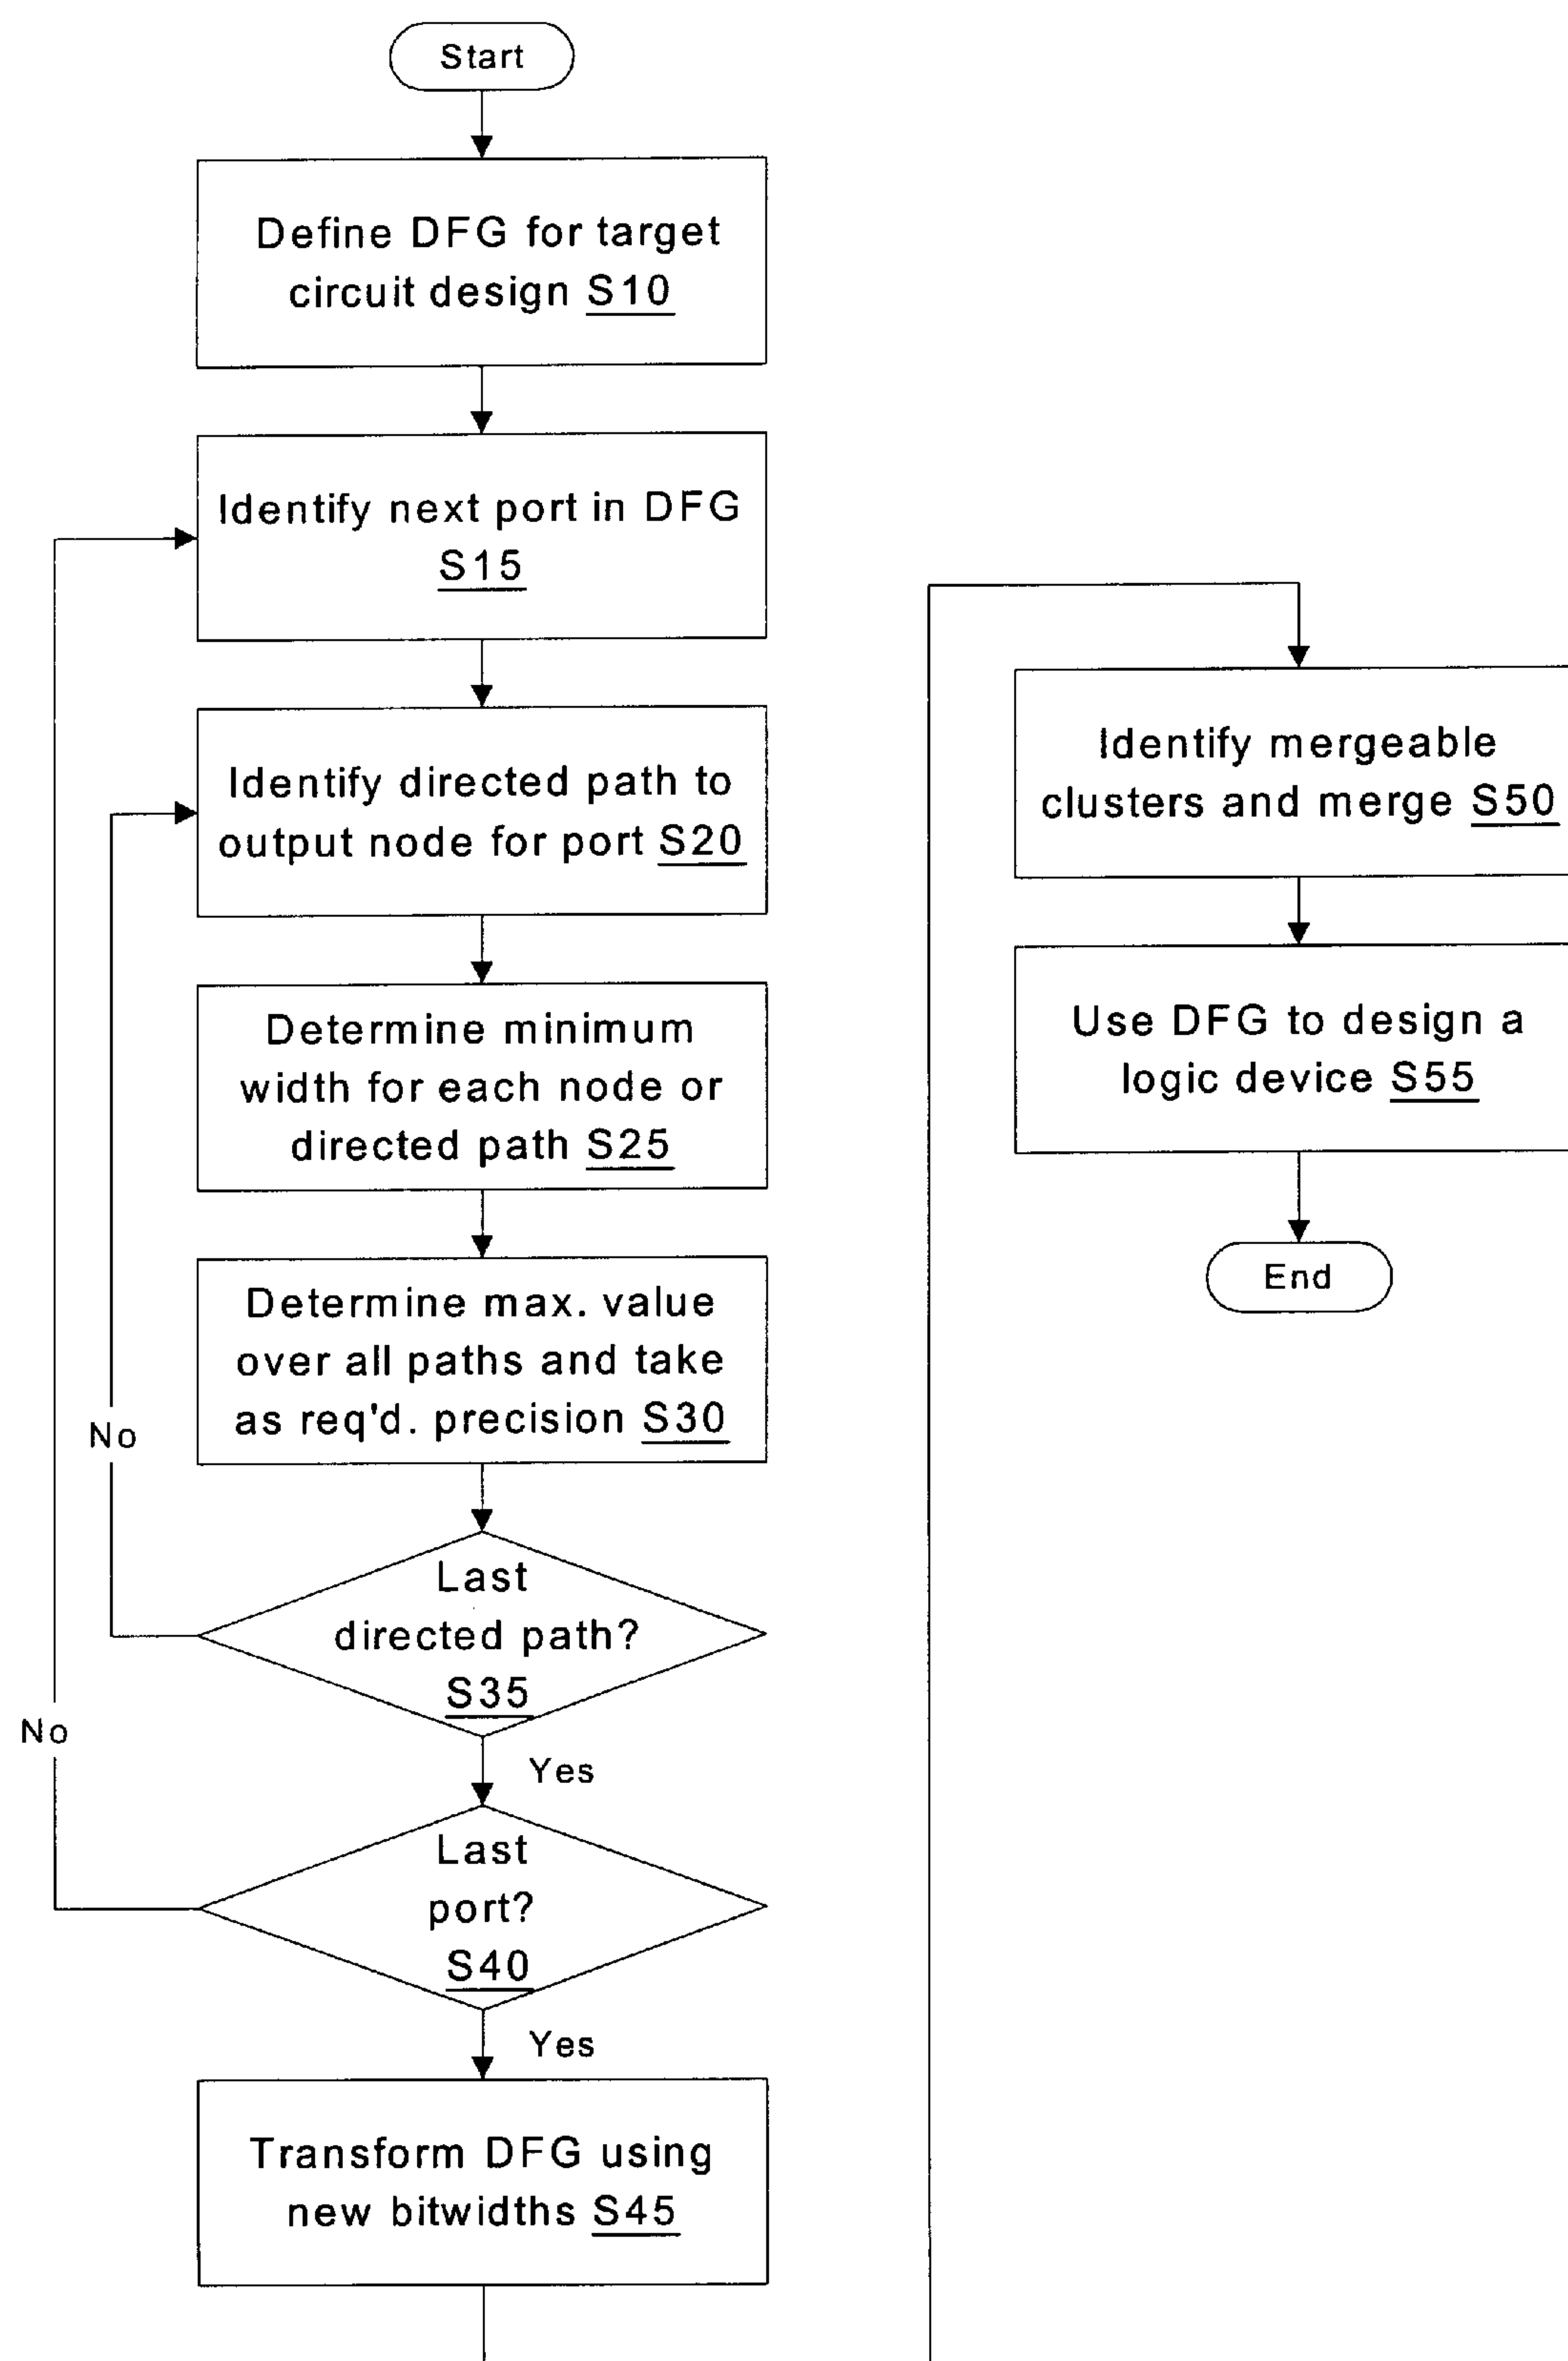 Start
Define DFG for target
circuit design S10
Identify next port in DFG
S15
Identify directed path to
output node for port S20
Determine minimum
width for each node or
directed path S25
Determine max. value
over all paths and take
as req'd. precision S30
No
Last
directed path?
S35
No
Yes
Last
port?
S40
Yes
Transform DFG using
new bitwidths S45
Identify mergeable
clusters and merge S50
Use DFG to design a
logic device S55
End